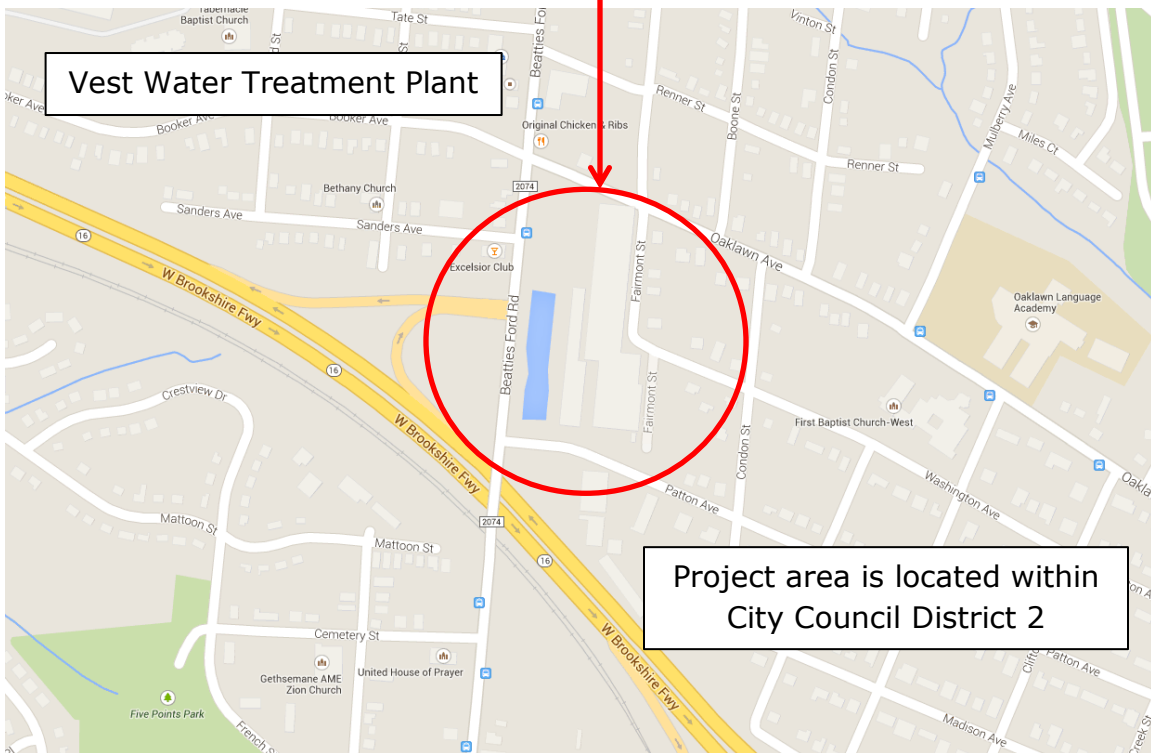 Tabernacle
Baptist Church
Tate St
Vinton St
Beatties Ford Rd
Vest Water Treatment Plant
Renner St
Boone St
Condon St
Mulberry Ave
Booker Ave
Booker Ave
Original Chicken & Ribs
Miles Ct
Renner St
Bethany Church
2074
Sanders Ave
Sanders Ave
16
Oaklawn Ave
Fairmont St
Excelsior Club
W Brookshire Fwy
Oaklawn Language
Academy
Beatties Ford Rd
16
Crestview Dr
Fairmont St
First Baptist Church-West
W Brookshire Fwy
Condon St
Washington Ave
Patton Ave
Mattoon St
2074
Mattoon St
16
Project area is located within
City Council District 2
Cemetery St
W Brookshire Fwy
United House of Prayer
Gethsemane AME
Zion Church
Patton Ave
Five Points Park
French S
Madison Ave